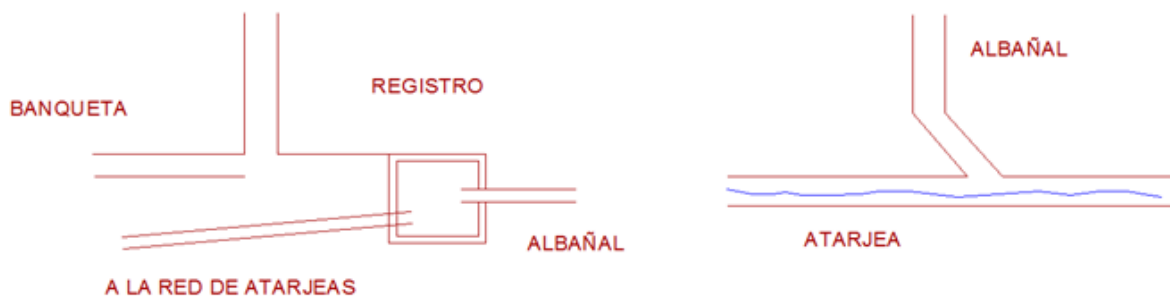 BANQUETA
REGISTRO
ALBAÑAL
A LA RED DE ATARJEAS
ALBAÑAL
ATARJEA